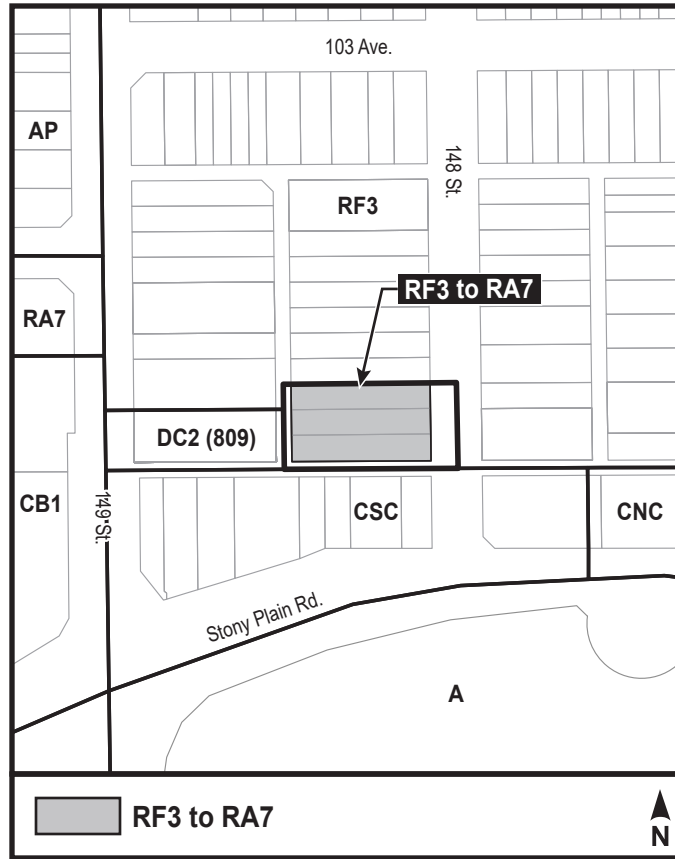 103 Ave.
AP
148 St.
RF3
RF3 to RA7
RA7
DC2 (809)
CB1
149 St.
CSC
CNC
Stony Plain Rd.
A
RF3 to RA7
N